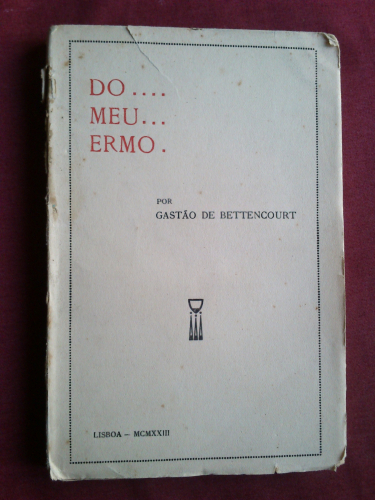 DO....
MEU...
ERMO.
POR
GASTÃO DE BETTENCOURT
LISBOA — MCMXXIII